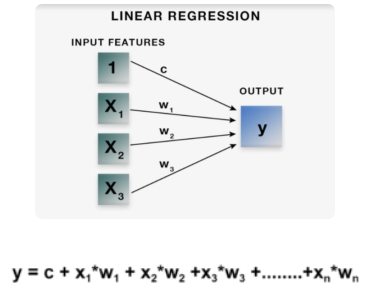 LINEAR REGRESSION
INPUT FEATURES
1
c
OUTPUT
X₁
w₁
y
X₂
w₂
X₃
w₃
y = c + x₁*w₁ + x₂*w₂ +x₃*w₃ +........+xₙ*wₙ